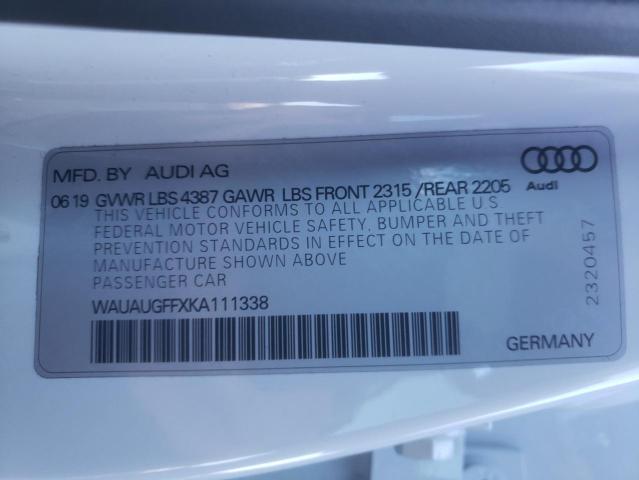 MFD. BY AUDI AG
Audi
06 19 GVWR LBS 4387 GAWR LBS FRONT 2315 /REAR 2205
THIS VEHICLE CONFORMS TO ALL APPLICABLE U.S
FEDERAL MOTOR VEHICLE SAFETY, BUMPER AND THEFT
PREVENTION STANDARDS IN EFFECT ON THE DATE OF
MANUFACTURE SHOWN ABOVE
PASSENGER CAR
WAUAUGFFXKA111338
GERMANY
2320457